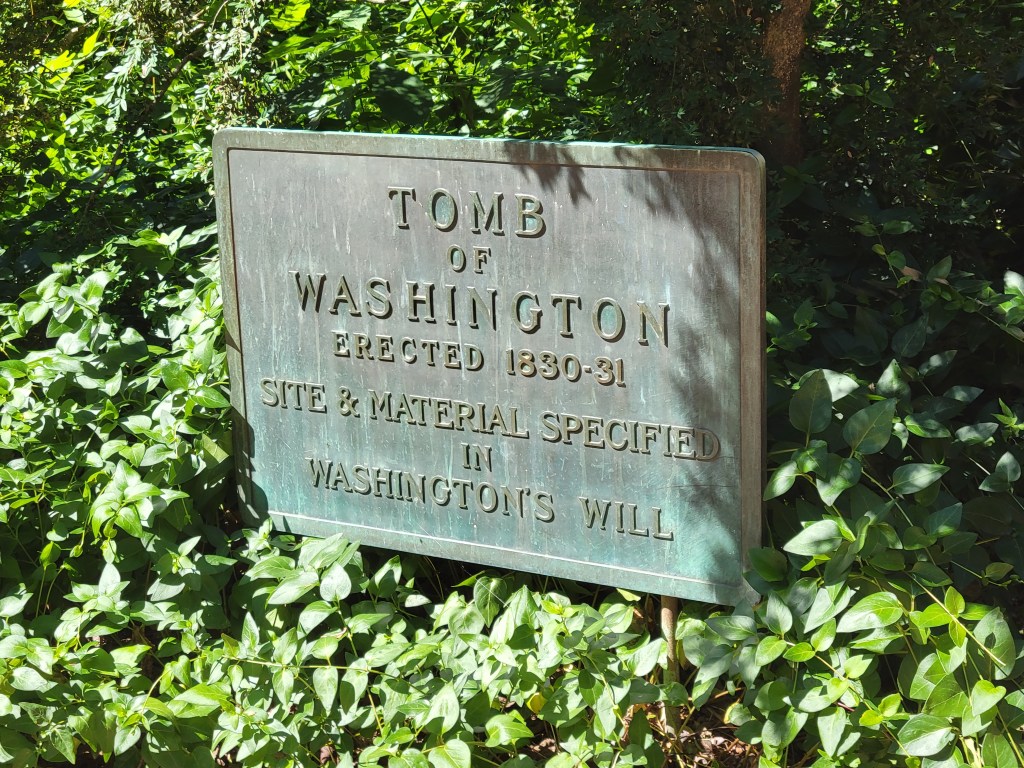 TOMB
OF
WASHINGTON
ERECTED 1830-31
SITE & MATERIAL SPECIFIED
IN
WASHINGTON'S WILL